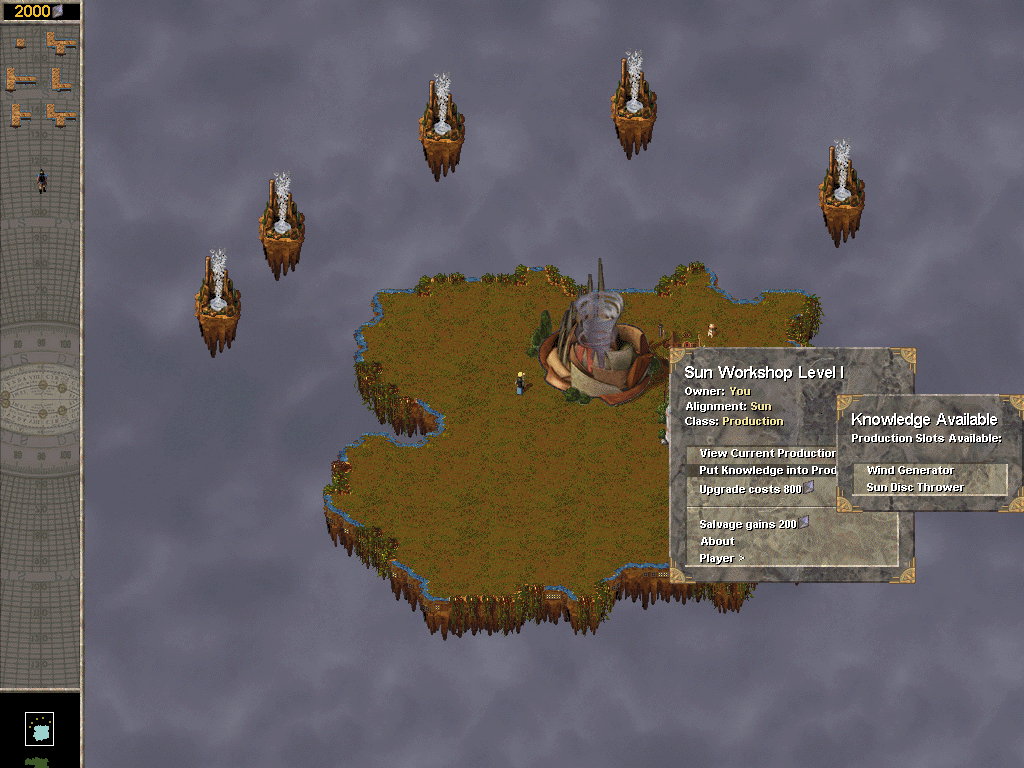 2000
Sun Workshop Level I
Owner: You
Alignment: Sun
Class: Production
View Current Production
Put Knowledge into Prod
Upgrade costs 800
Salvage gains 200
About
Player »
Knowledge Available
Production Slots Available:
Wind Generator
Sun Disc Thrower